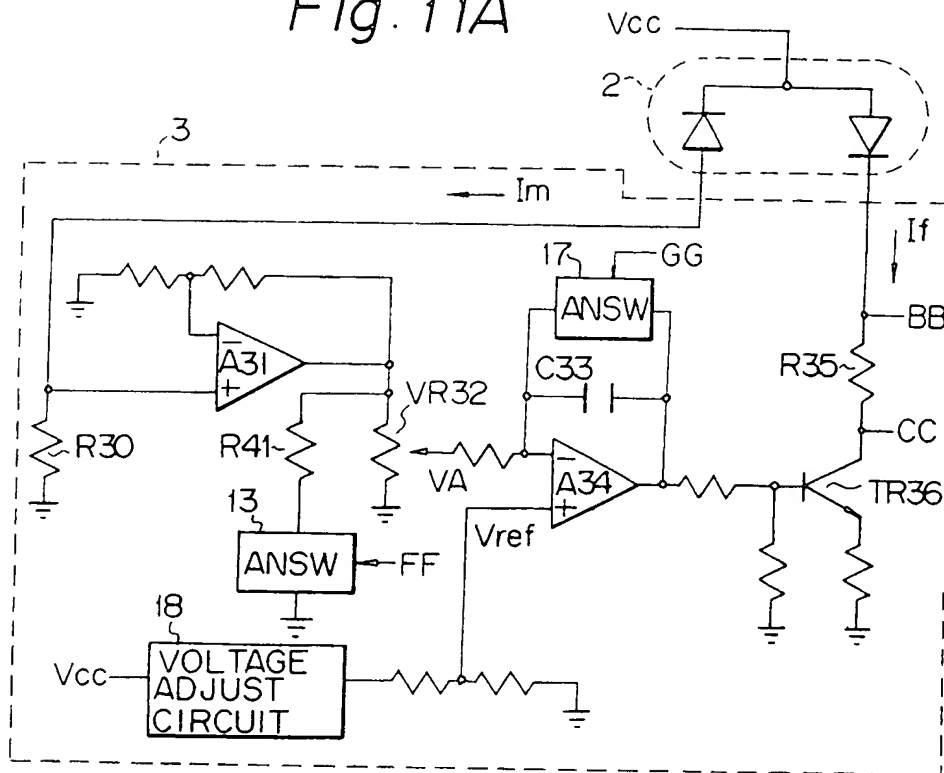 Fig. 11A
Vcc
2
3
Im
If
17
GG
ANSW
BB
A31
C33
R35
VR32
CC
R30
R41
VA
A34
TR36
13
Vref
ANSW
FF
18
Vcc
VOLTAGE
ADJUST
CIRCUIT